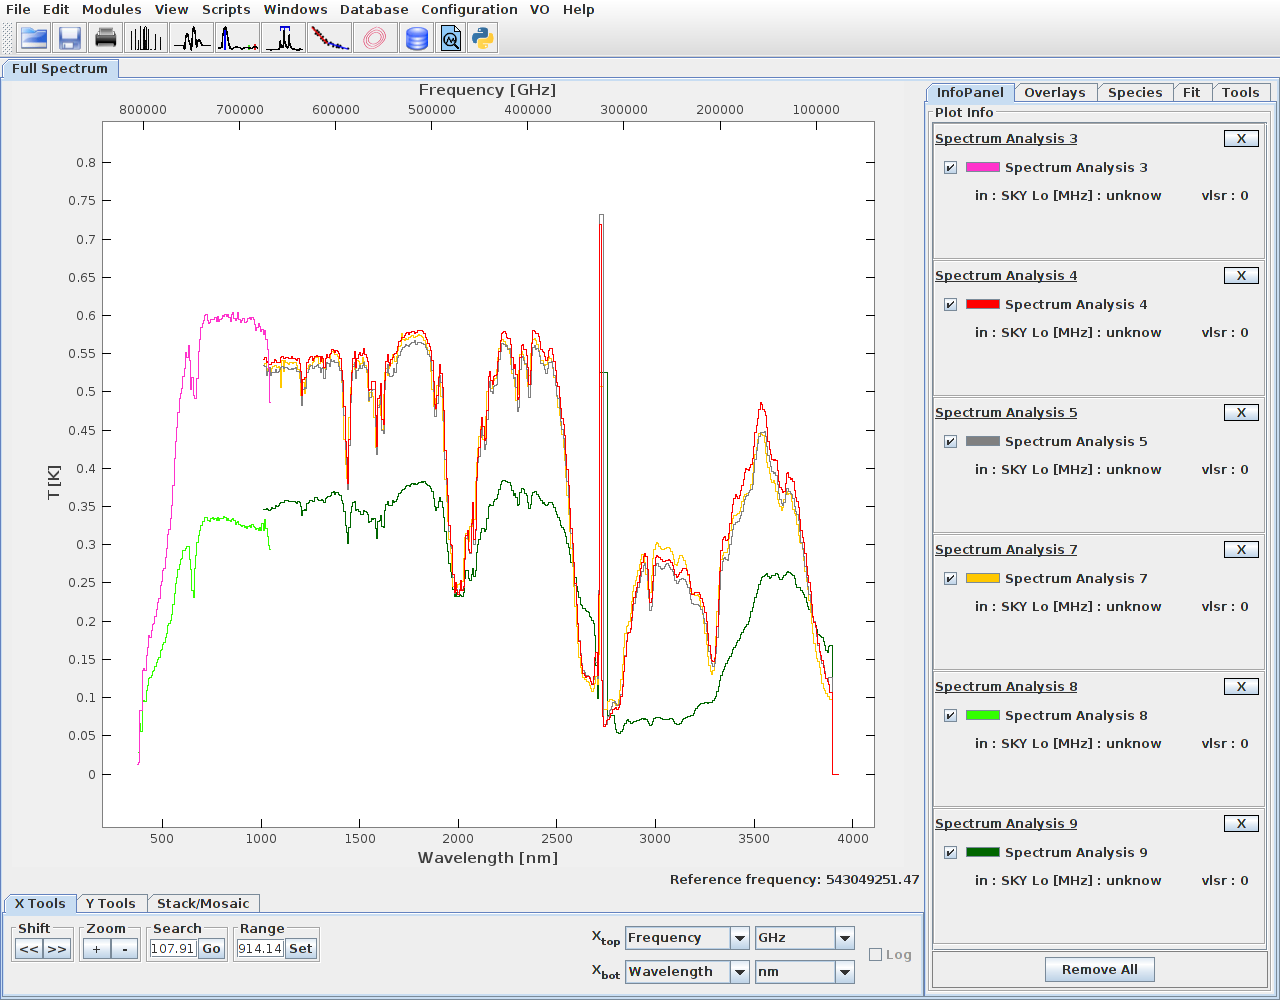 File Edit Modules View Scripts Windows Database Configuration VO Help
Full Spectrum
Frequency [GHz]
800000 700000 600000 500000 400000 300000 200000 100000
T [K]
0.8
0.75
0.7
0.65
0.6
0.55
0.5
0.45
0.4
0.35
0.3
0.25
0.2
0.15
0.1
0.05
0
500 1000 1500 2000 2500 3000 3500 4000
Wavelength [nm]
Reference frequency: 543049251.47
InfoPanel Overlays Species Fit Tools
Plot Info
Spectrum Analysis 3 X
Spectrum Analysis 3
in : SKY Lo [MHz] : unknow vlsr : 0
Spectrum Analysis 4 X
Spectrum Analysis 4
in : SKY Lo [MHz] : unknow vlsr : 0
Spectrum Analysis 5 X
Spectrum Analysis 5
in : SKY Lo [MHz] : unknow vlsr : 0
Spectrum Analysis 7 X
Spectrum Analysis 7
in : SKY Lo [MHz] : unknow vlsr : 0
Spectrum Analysis 8 X
Spectrum Analysis 8
in : SKY Lo [MHz] : unknow vlsr : 0
Spectrum Analysis 9 X
Spectrum Analysis 9
in : SKY Lo [MHz] : unknow vlsr : 0
Remove All
X Tools Y Tools Stack/Mosaic
Shift Zoom Search Range
<< >> + - 107.91 Go 914.14 Set
Xtop Frequency GHz
Xbot Wavelength nm
Log